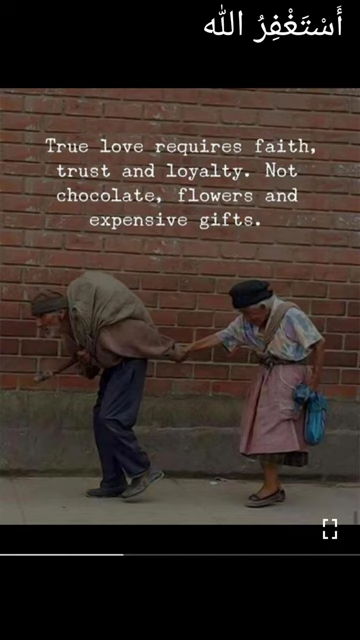 أَسْتَغْفِرُ اللّٰه
True love requires faith,
trust and loyalty. Not
chocolate, flowers and
expensive gifts.